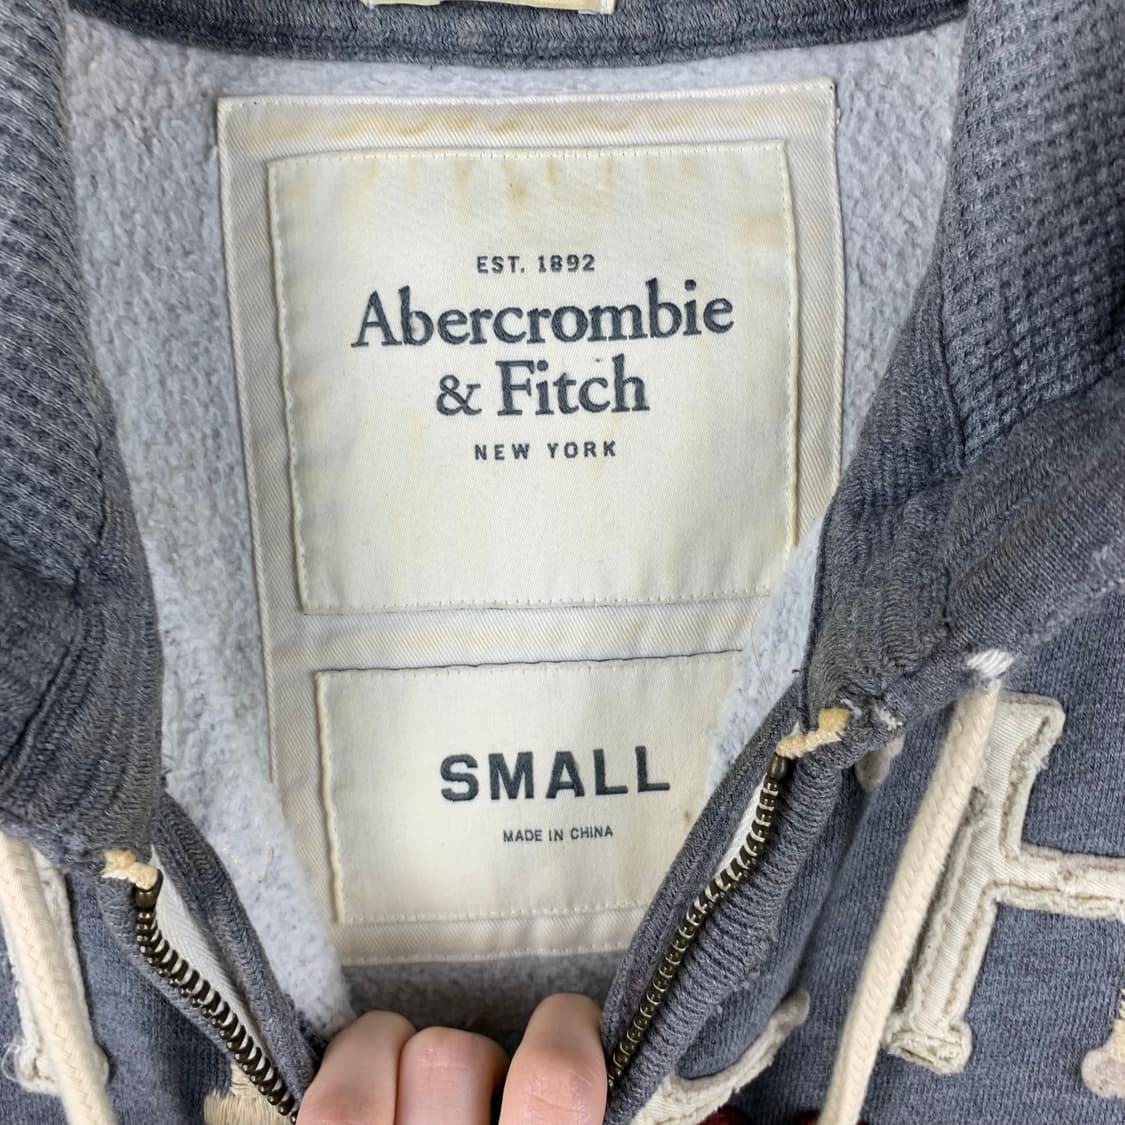 EST. 1892
Abercrombie
& Fitch
NEW YORK
SMALL
MADE IN CHINA